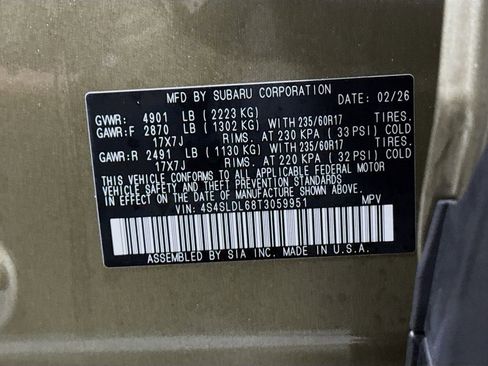 MFD BY SUBARU CORPORATION DATE: 02/26
GVWR: 4901 LB (2223 KG)
GAWR:F 2870 LB (1302 KG) WITH 235/60R17 TIRES.
17X7J RIMS. AT 230 KPA (33 PSI) COLD
GAWR:R 2491 LB (1130 KG) WITH 235/60R17 TIRES.
17X7J RIMS. AT 220 KPA (32 PSI) COLD
THIS VEHICLE CONFORMS TO ALL APPLICABLE FEDERAL MOTOR
VEHICLE SAFETY AND THEFT PREVENTION STANDARDS IN
EFFECT ON THE DATE OF MANUFACTURE SHOWN ABOVE.
VIN: 4S4SLDL68T3059951 MPV
ASSEMBLED BY SIA INC. MADE IN U.S.A.